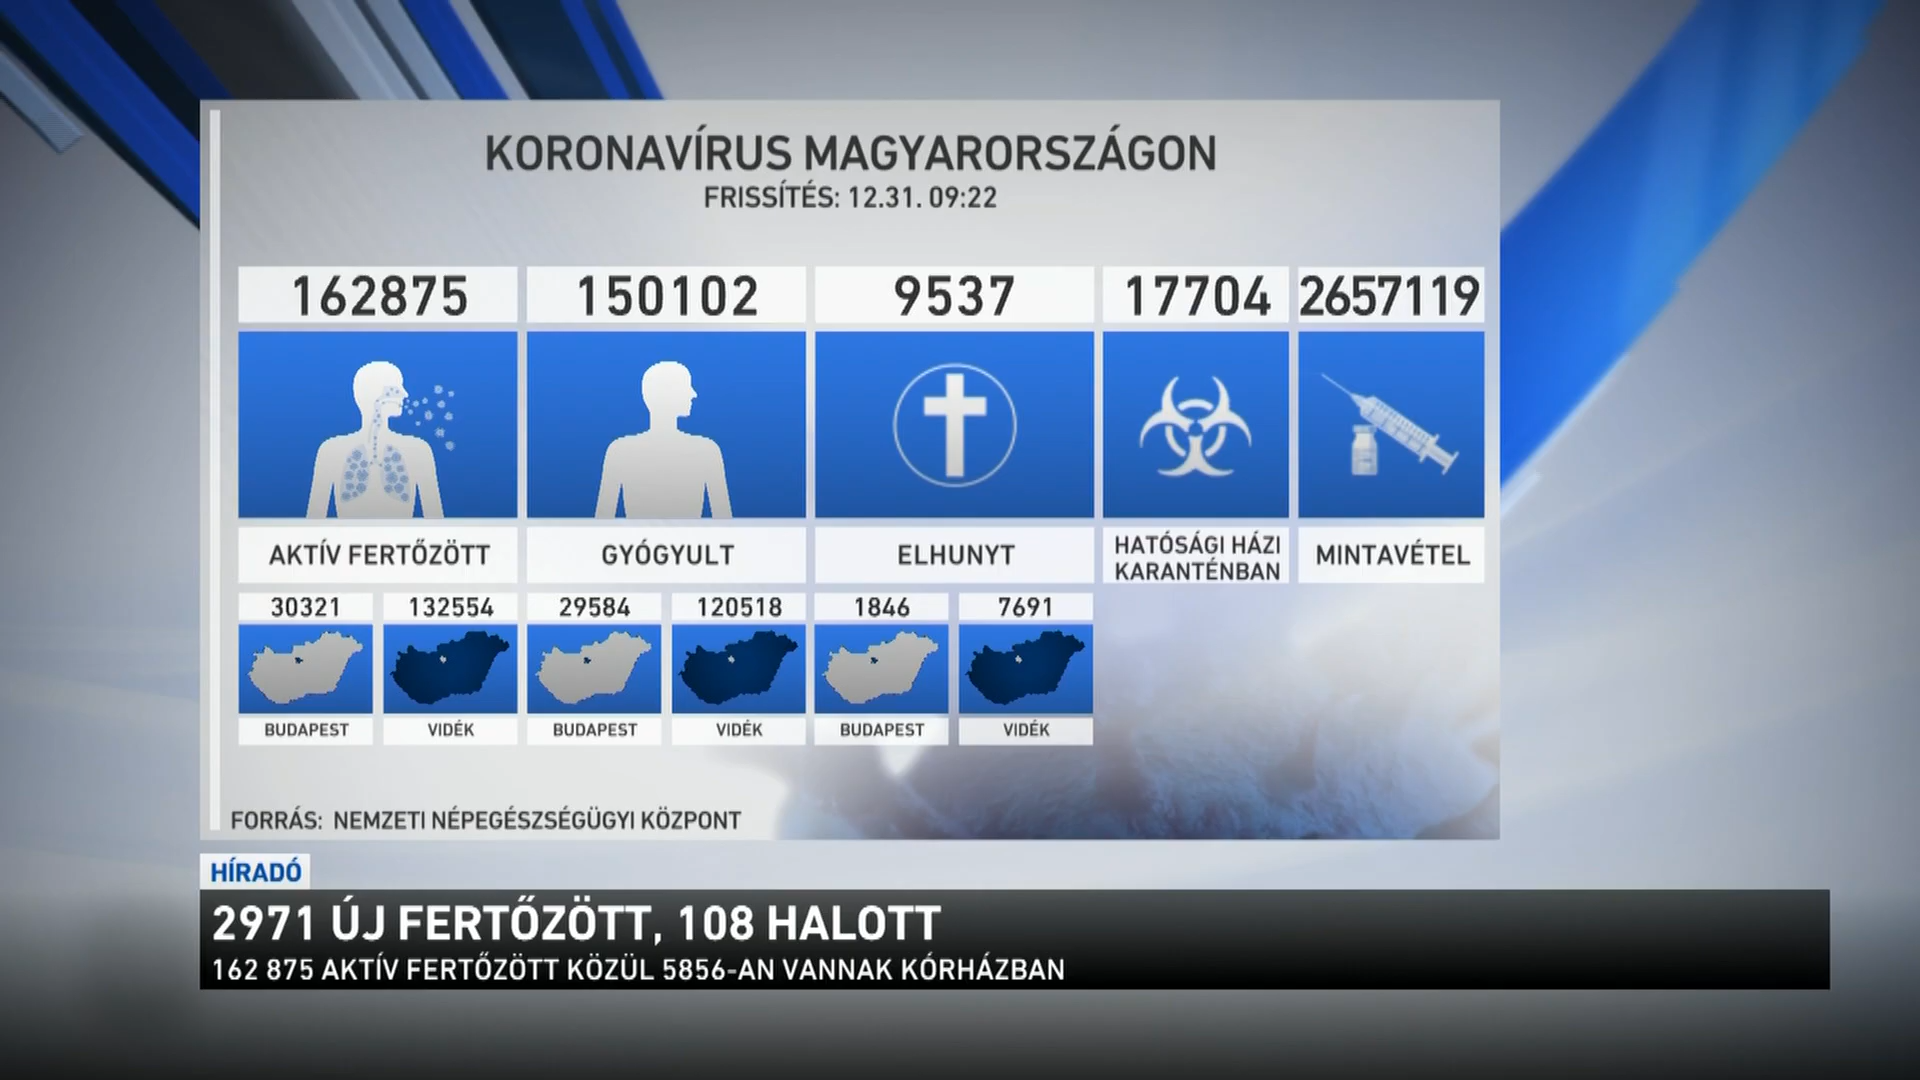 KORONAVÍRUS MAGYARORSZÁGON
FRISSÍTÉS: 12.31. 09:22
162875
150102
9537
17704
2657119
AKTÍV FERTŐZÖTT
GYÓGYULT
ELHUNYT
HATÓSÁGI HÁZI
KARANTÉNBAN
MINTAVÉTEL
30321
132554
29584
120518
1846
7691
BUDAPEST
VIDÉK
BUDAPEST
VIDÉK
BUDAPEST
VIDÉK
FORRÁS: NEMZETI NÉPEGÉSZSÉGÜGYI KÖZPONT
HÍRADÓ
2971 ÚJ FERTŐZÖTT, 108 HALOTT
162 875 AKTÍV FERTŐZÖTT KÖZÜL 5856-AN VANNAK KÓRHÁZBAN